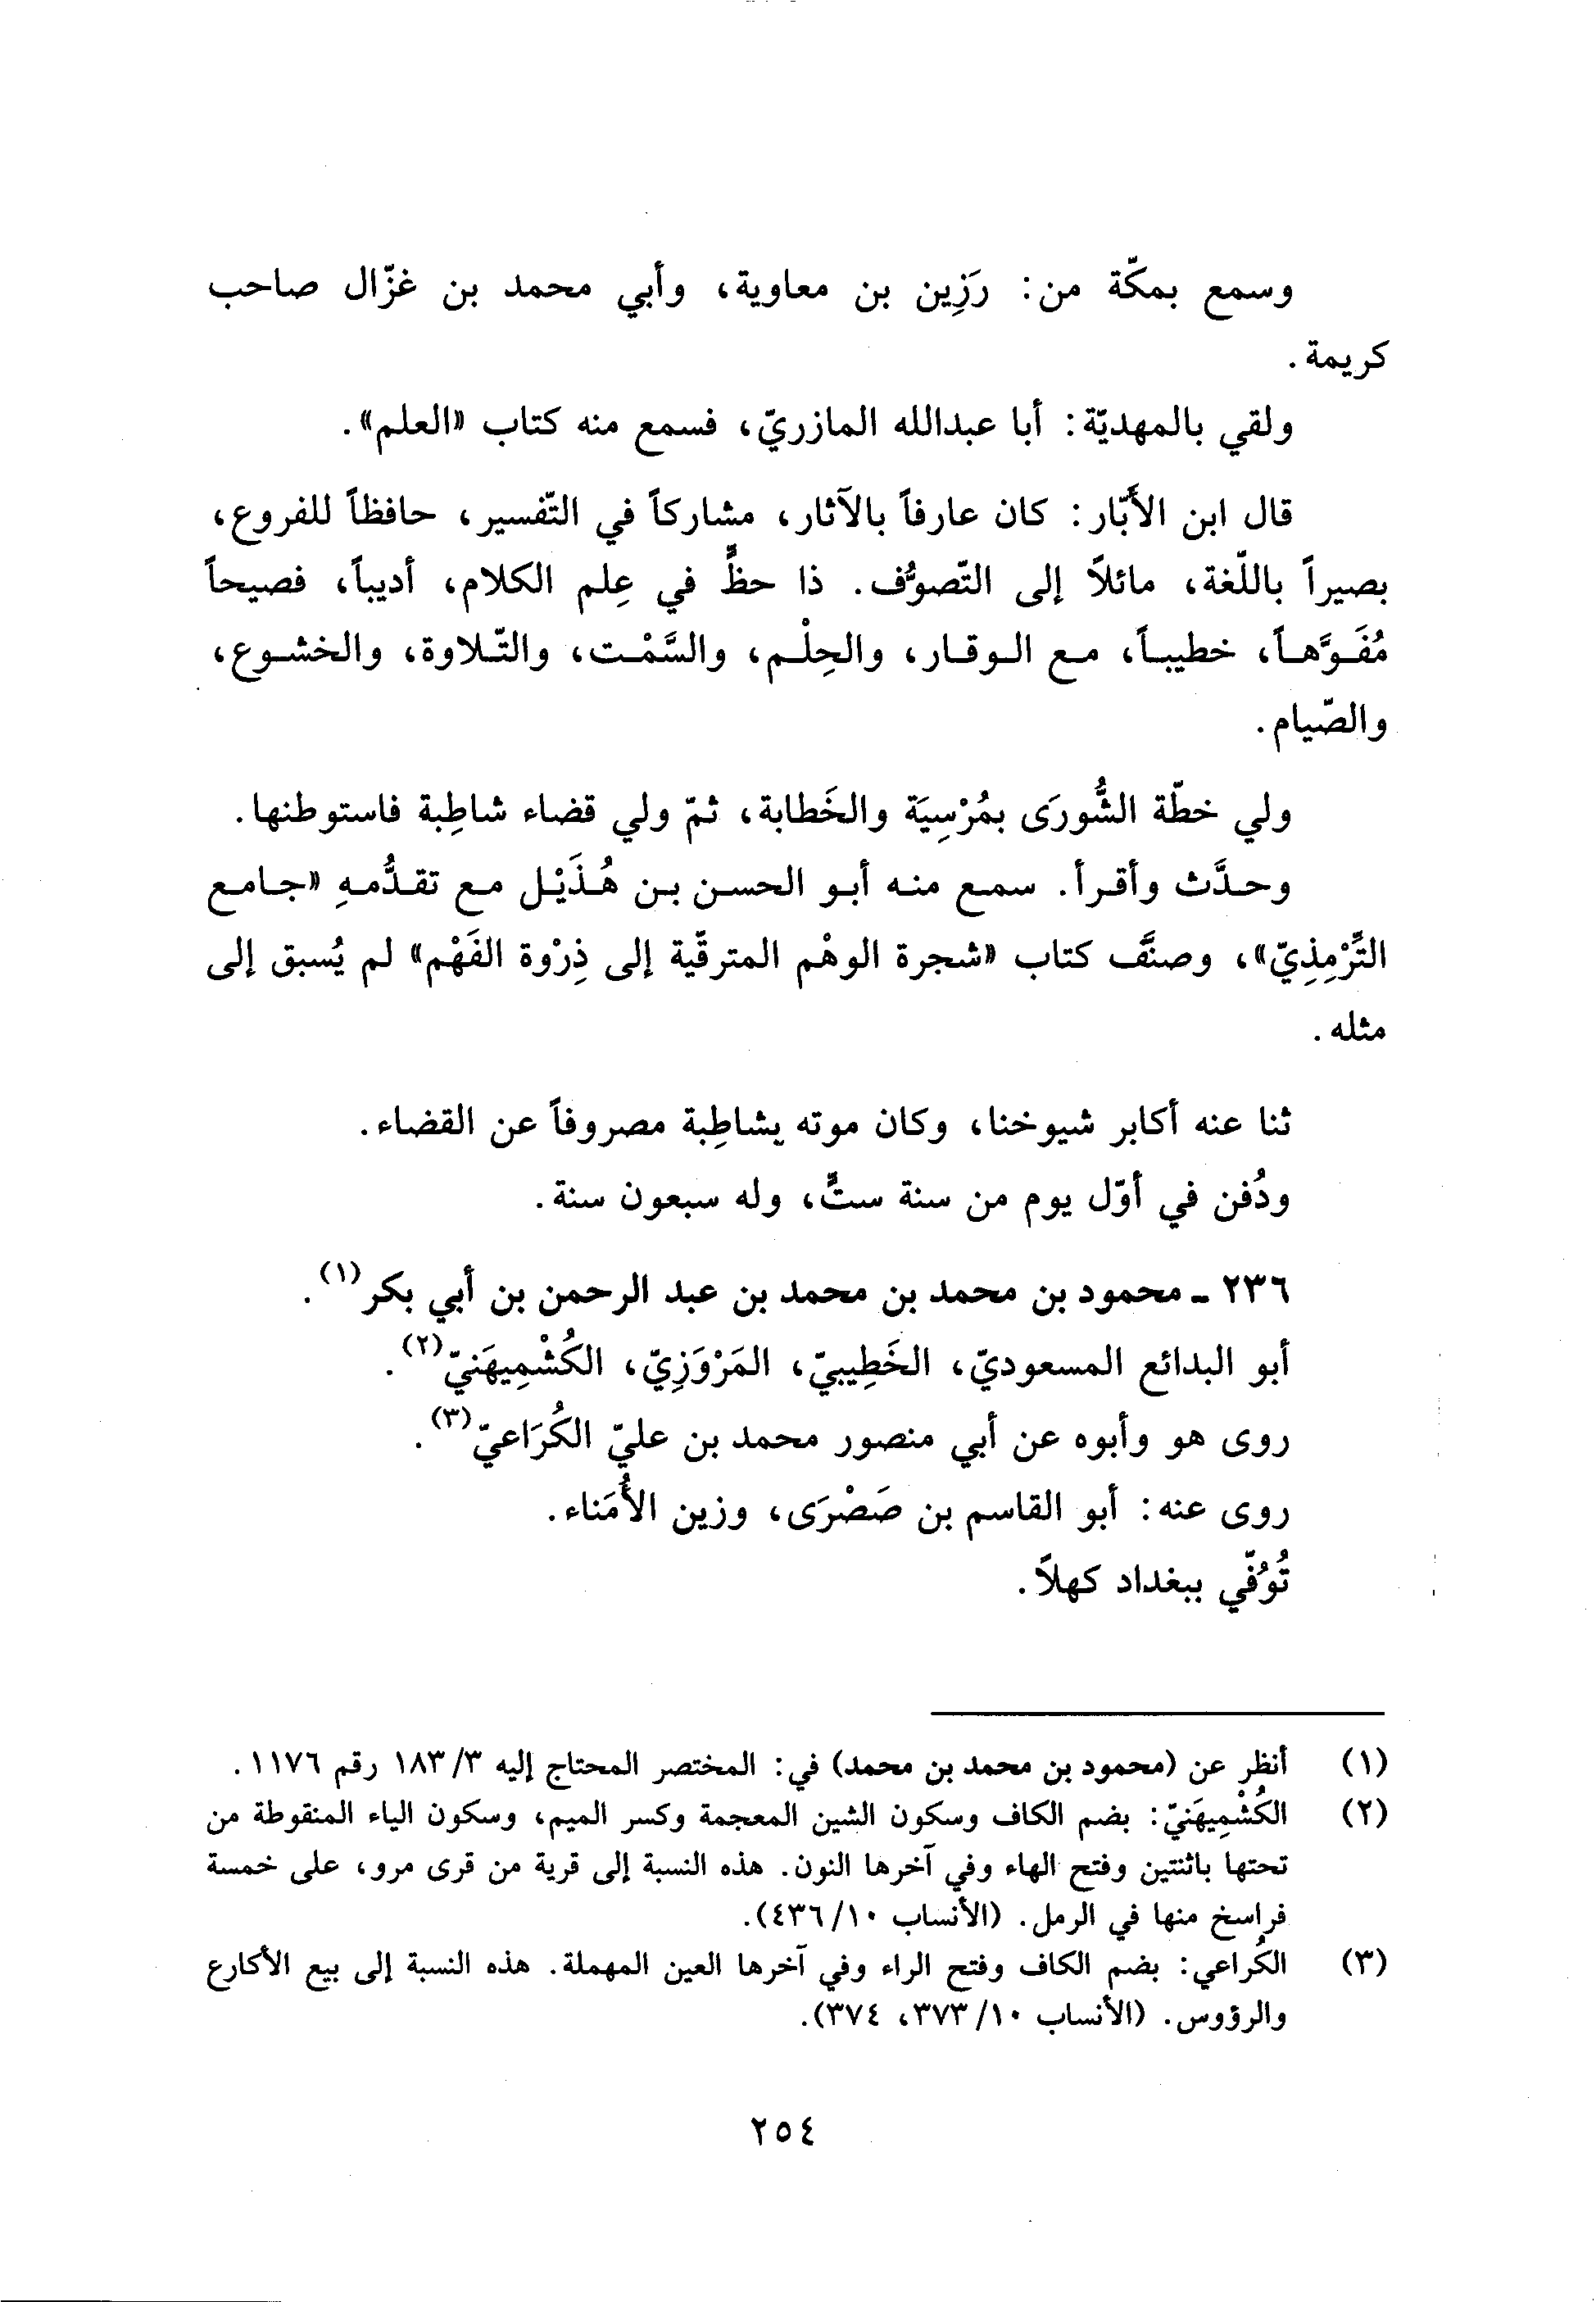 وسمع بمكّة من: رَزِين بن معاوية، وأبي محمد بن غزّال صاحب
كريمة.
ولقي بالمهديّة: أبا عبدالله المازريّ، فسمع منه كتاب «العلم».
قال ابن الأَبّار: كان عارفاً بالآثار، مشاركاً في التّفسير، حافظاً للفروع،
بصيراً باللّغة، مائلاً إلى التّصوُّف. ذا حظٍّ في عِلم الكلام، أديباً، فصيحاً
مُفَوَّهاً، خطيباً، مع الوقار، والحِلْم، والسَّمْت، والتّلاوة، والخشوع،
والصّيام.
ولي خطّة الشُّورَى بمُرْسِيَة والخَطابة، ثمّ ولي قضاء شاطِبة فاستوطنها.
وحدَّث وأقرأ. سمع منه أبو الحسن بن هُذَيْل مع تقدُّمهِ «جامع
التِّرْمِذِيّ»، وصنَّف كتاب «شجرة الوهْم المترقّية إلى ذِرْوة الفَهْم» لم يُسبق إلى
مثله.
ثنا عنه أكابر شيوخنا، وكان موته بشاطِبة مصروفاً عن القضاء.
ودُفن في أوّل يوم من سنة ستٍّ، وله سبعون سنة.
٢٣٦ - محمود بن محمد بن محمد بن عبد الرحمن بن أبي بكر(١).
أبو البدائع المسعوديّ، الخَطِيبيّ، المَرْوَزِيّ، الكُشْمِيهَنيّ(٢).
روى هو وأبوه عن أبي منصور محمد بن عليّ الكُرَاعيّ(٣).
روى عنه: أبو القاسم بن صَصْرَى، وزين الأُمَناء.
تُوُفّي ببغداد كهلاً.
(١) أنظر عن (محمود بن محمد بن محمد) في: المختصر المحتاج إليه ١٨٣/٣ رقم ١١٧٦.
(٢) الكُشْمِيهَنيّ: بضم الكاف وسكون الشين المعجمة وكسر الميم، وسكون الياء المنقوطة من
تحتها باثنتين وفتح الهاء وفي آخرها النون. هذه النسبة إلى قرية من قرى مرو، على خمسة
فراسخ منها في الرمل. (الأنساب ٤٣٦/١٠).
(٣) الكُراعي: بضم الكاف وفتح الراء وفي آخرها العين المهملة. هذه النسبة إلى بيع الأكارع
والرؤوس. (الأنساب ٣٧٣/١٠، ٣٧٤).
٢٥٤